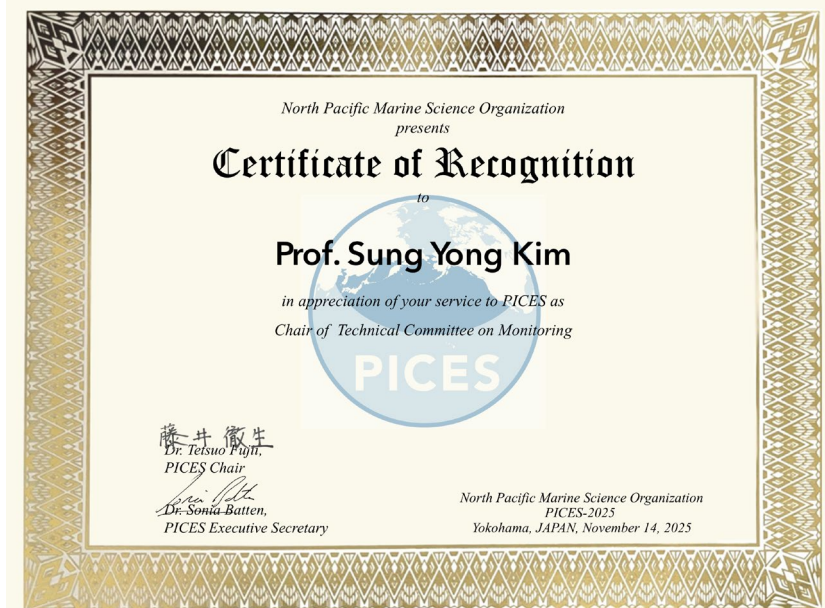 North Pacific Marine Science Organization
presents
Certificate of Recognition
to
Prof. Sung Yong Kim
in appreciation of your service to PICES as
Chair of Technical Committee on Monitoring
PICES
藤井 徹生
Dr. Tetsuo Fujii,
PICES Chair
Sonia Batten
Dr. Sonia Batten,
PICES Executive Secretary
North Pacific Marine Science Organization
PICES-2025
Yokohama, JAPAN, November 14, 2025